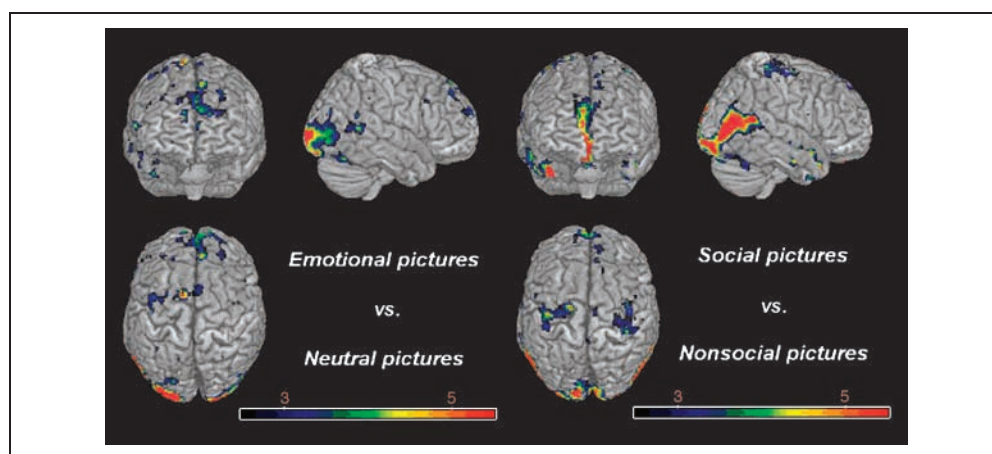 Emotional pictures
vs.
Neutral pictures
3 5
Social pictures
vs.
Nonsocial pictures
3 5